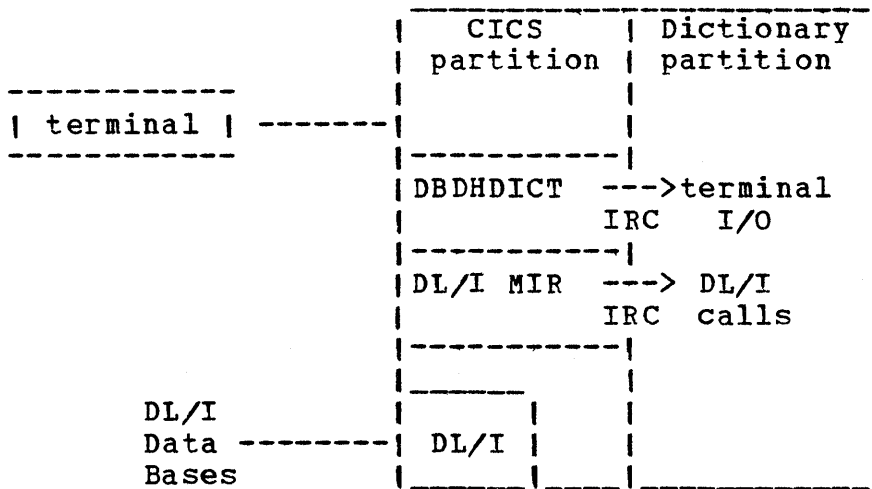 CICS partition
Dictionary partition
terminal
DBDHDICT --->terminal
IRC I/O
DL/I MIR ---> DL/I
IRC calls
DL/I
Data
Bases
DL/I